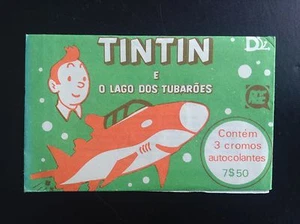 TINTIN
E
O LAGO DOS TUBARÕES
Contém
3 cromos
autocolantes
7$50